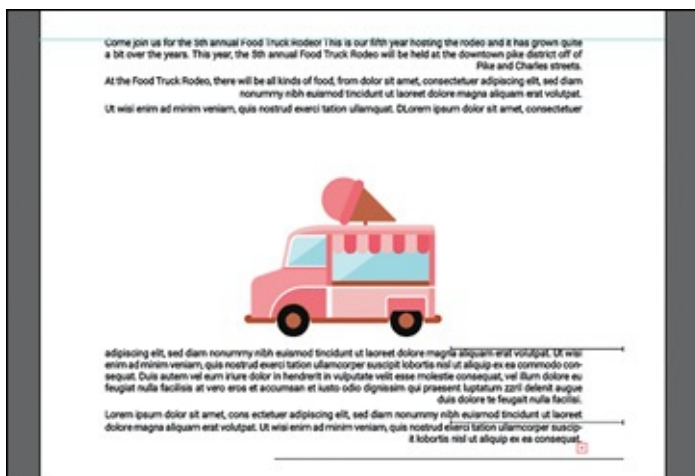 Come join us for the 5th annual Food Truck Rodeo! This is our fifth year hosting the rodeo and it has grown quite
a bit over the years. This year, the 5th annual Food Truck Rodeo will be held at the downtown pike district off of
Pike and Charles streets.
At the Food Truck Rodeo, there will be all kinds of food, from dolor sit amet, consectetuer adipiscing elit, sed diam
nonummy nibh euismod tincidunt ut laoreet dolore magna aliquam erat volutpat.
Ut wisi enim ad minim veniam, quis nostrud exerci tation ullamquat. DLorem ipsum dolor sit amet, consectetuer
adipiscing elit, sed diam nonummy nibh euismod tincidunt ut laoreet dolore magna aliquam erat volutpat. Ut wisi
enim ad minim veniam, quis nostrud exerci tation ullamcorper suscipit lobortis nisl ut aliquip ex ea commodo con-
sequat. Duis autem vel eum iriure dolor in hendrerit in vulputate velit esse molestie consequat, vel illum dolore eu
feugiat nulla facilisis at vero eros et accumsan et iusto odio dignissim qui praesent luptatum zzril delenit augue
duis dolore te feugait nulla facilisi.
Lorem ipsum dolor sit amet, cons ectetuer adipiscing elit, sed diam nonummy nibh euismod tincidunt ut laoreet
dolore magna aliquam erat volutpat. Ut wisi enim ad minim veniam, quis nostrud exerci tation ullamcorper suscip-
it lobortis nisl ut aliquip ex ea consequat.